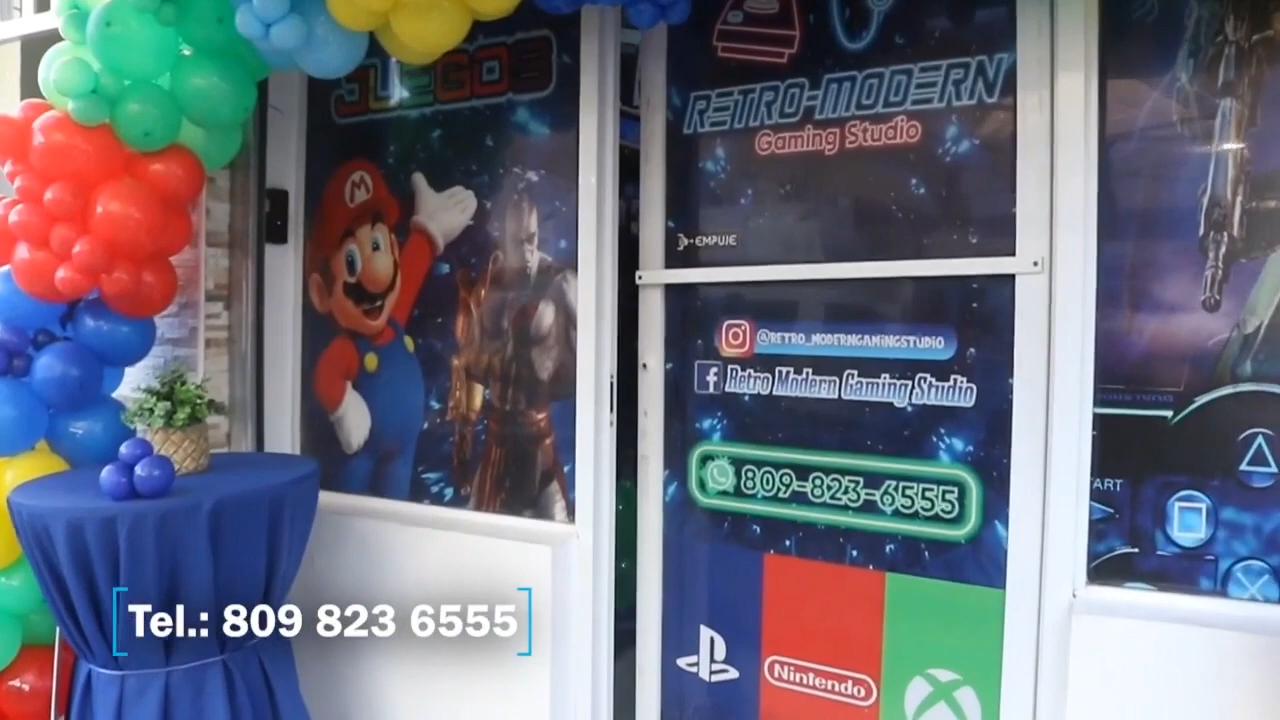 JUEGOS
RETRO-MODERN
Gaming Studio
EMPUJE
@RETRO_MODERNGAMINGSTUDIO
Retro Modern Gaming Studio
809-823-6555
Tel.: 809 823 6555
Nintendo
M